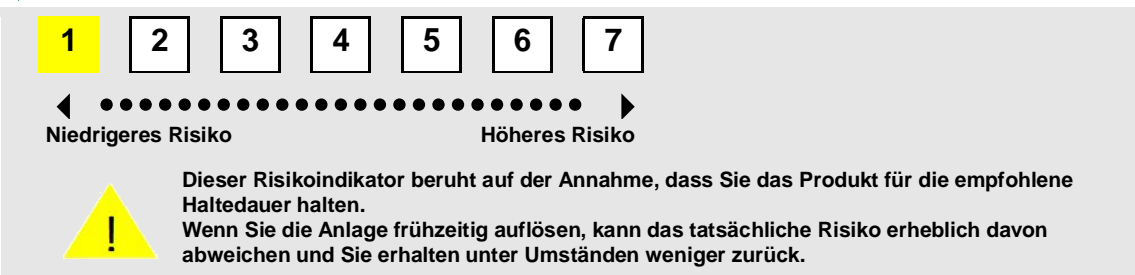 1 2 3 4 5 6 7
Niedrigeres Risiko Höheres Risiko
Dieser Risikoindikator beruht auf der Annahme, dass Sie das Produkt für die empfohlene
Haltedauer halten.
Wenn Sie die Anlage frühzeitig auflösen, kann das tatsächliche Risiko erheblich davon
abweichen und Sie erhalten unter Umständen weniger zurück.
!